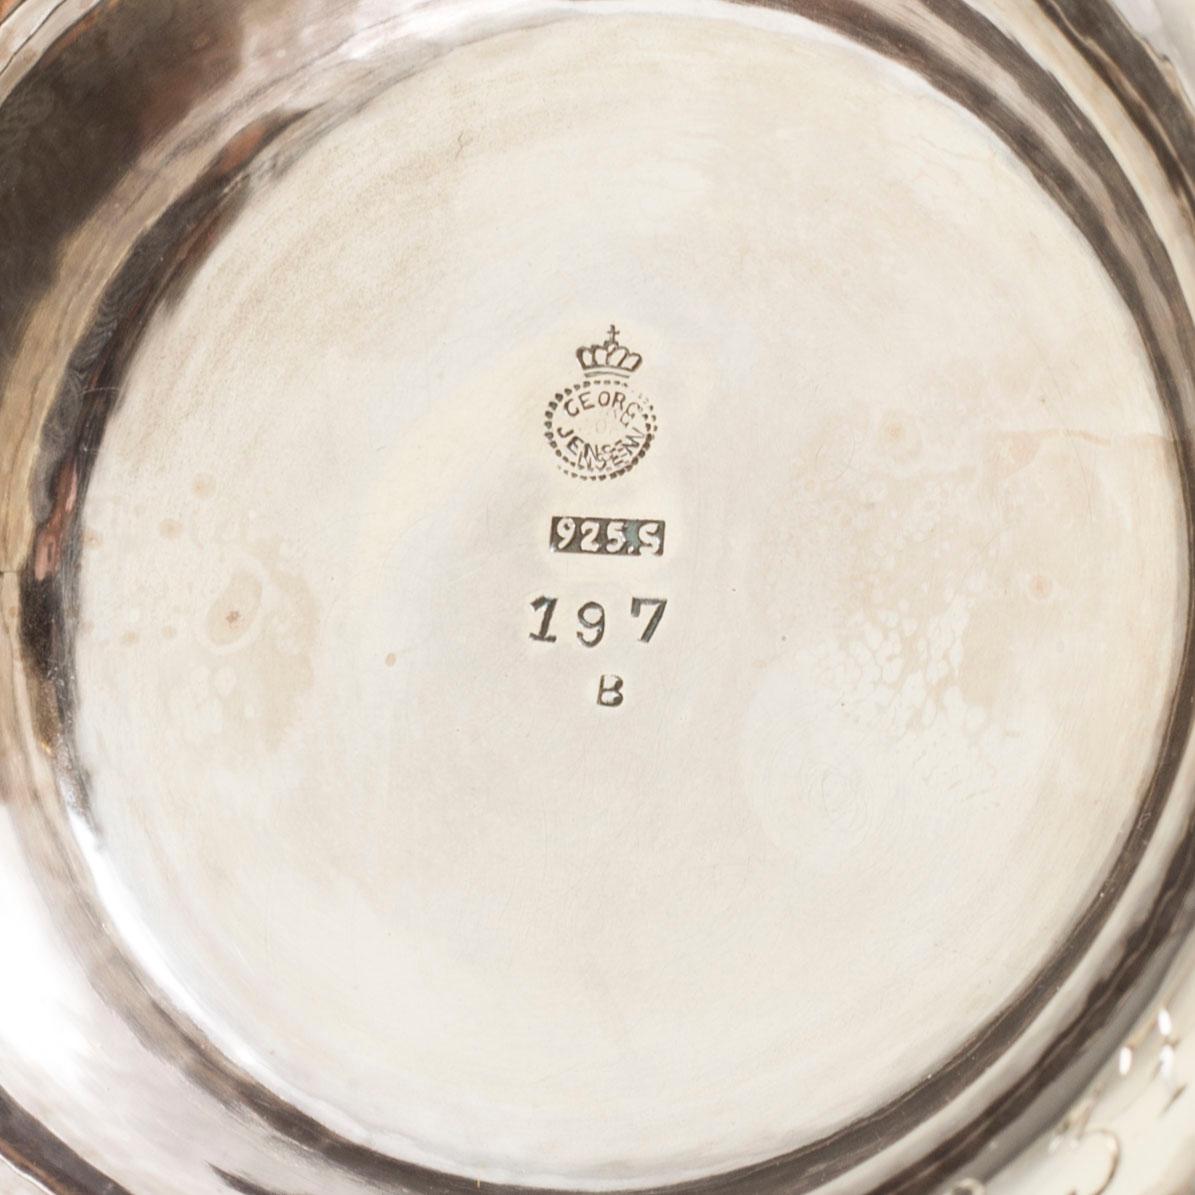 GEORG
JENSEN
925.S
197
B